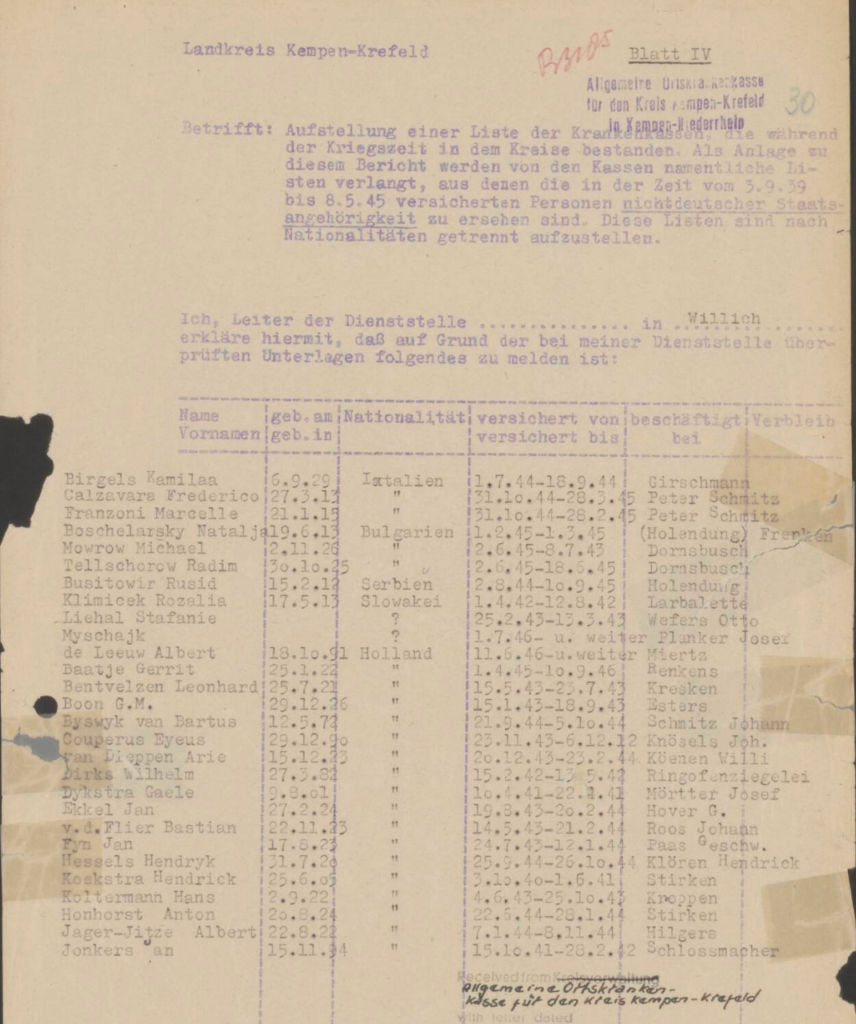 Landkreis Kempen-Krefeld
Blatt IV
Allgemeine Ortskrankenkasse
für den Kreis Kempen-Krefeld
in Kempen-Niederrhein
30
Betrifft: Aufstellung einer Liste der Krankenkassen, die während
der Kriegszeit in dem Kreise bestanden. Als Anlage zu
diesem Bericht werden von den Kassen namentliche Li-
sten verlangt, aus denen die in der Zeit vom 3.9.39
bis 8.5.45 versicherten Personen nichtdeutscher Staats-
angehörigkeit zu ersehen sind. Diese Listen sind nach
Nationalitäten getrennt aufzustellen.
Ich, Leiter der Dienststelle ............... in ..Willich......
erkläre hiermit, daß auf Grund der bei meiner Dienststelle über-
prüften Unterlagen folgendes zu melden ist:
Name geb.am Nationalität versichert von beschäftigt Verbleib
Vornamen geb.in versichert bis bei
Birgels Kamilaa 6.9.29 Italien 1.7.44-18.9.44 Girschmann
Calzavars Frederico 27.3.13 " 31.10.44-28.3.45 Peter Schmitz
Franzoni Marcelle 21.1.15 " 31.10.44-28.2.45 Peter Schmitz
Boschelarsky Natalja 19.6.13 Bulgarien 1.2.45-1.3.45 (Holendung) Frenken
Mowrow Michael 2.11.26 " 2.6.45-8.7.43 Dornsbusch
Tellschorow Radim 30.10.25 " 2.6.45-18.6.45 Dornsbusch
Busitowir Rusid 15.2.12 Serbien 2.8.44-10.9.45 Holendung
Klimicek Rozalia 17.5.13 Slowakei 1.4.42-12.8.42 Larbalette
Liehal Stafanie ? 25.2.43-13.3.43 Wefers Otto
Myschajk ? 1.7.46- u. weiter Planker Josef
de Leeuw Albert 18.10.91 Holland 11.6.46-u.weiter Miertz
Baatje Gerrit 25.1.22 " 1.4.45-10.9.46 Renkens
Bentvelzen Leonhard 25.7.21 " 15.5.43-23.7.43 Kresken
Boon G.M. 29.12.26 " 15.1.43-18.9.43 Esters
Byswyk van Bartus 12.5.77 " 21.9.44-5.10.44 Schmitz Johann
Couperus Eyeus 29.12.90 " 23.11.43-6.12.12 Knösels Joh.
van Dieppen Arie 15.12.23 " 20.12.43-23.2.44 Köenen Willi
Dirks Wilhelm 27.3.82 " 15.2.42-13.5.42 Ringofenziegelei
Dykstra Gaele 9.8.01 " 10.4.41-22.2.41 Mörtter Josef
Ekkel Jan 27.2.24 " 19.8.43-20.2.44 Hover G.
v.d.Flier Bastian 22.11.23 " 14.5.43-21.2.44 Roos Johann
Fyn Jan 17.8.23 " 24.7.43-12.1.44 Paas Geschw.
Hessels Hendryk 31.7.20 " 25.9.44-26.10.44 Klören Hendrick
Koekstra Hendrick 25.6.05 " 3.10.40-1.6.41 Stirken
Koltermann Hans 2.9.22 " 4.6.43-25.10.43 Knoppen
Honhorst Anton 20.8.24 " 22.6.44-28.1.44 Stirken
Jager-Jitze Albert 22.8.22 " 7.1.44-8.11.44 Hilgers
Jonkers Jan 15.11.94 " 15.10.41-28.2.42 Schlossmacher
Received from Kreisverwaltung
Allgemeine Ortskranken-
kasse für den Kreis Kempen-Krefeld
with letter dated